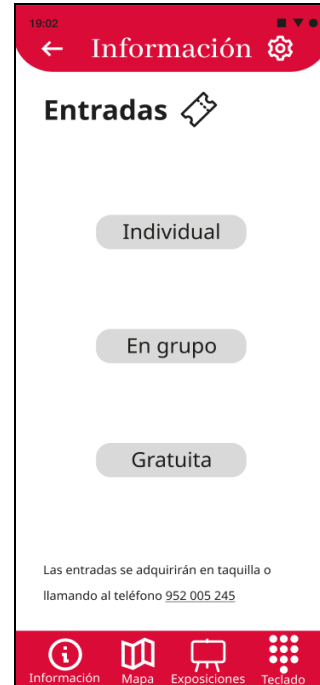 19:02
Información
Entradas
Individual
En grupo
Gratuita
Las entradas se adquirirán en taquilla o
llamando al teléfono 952 005 245
Información Mapa Exposiciones Teclado